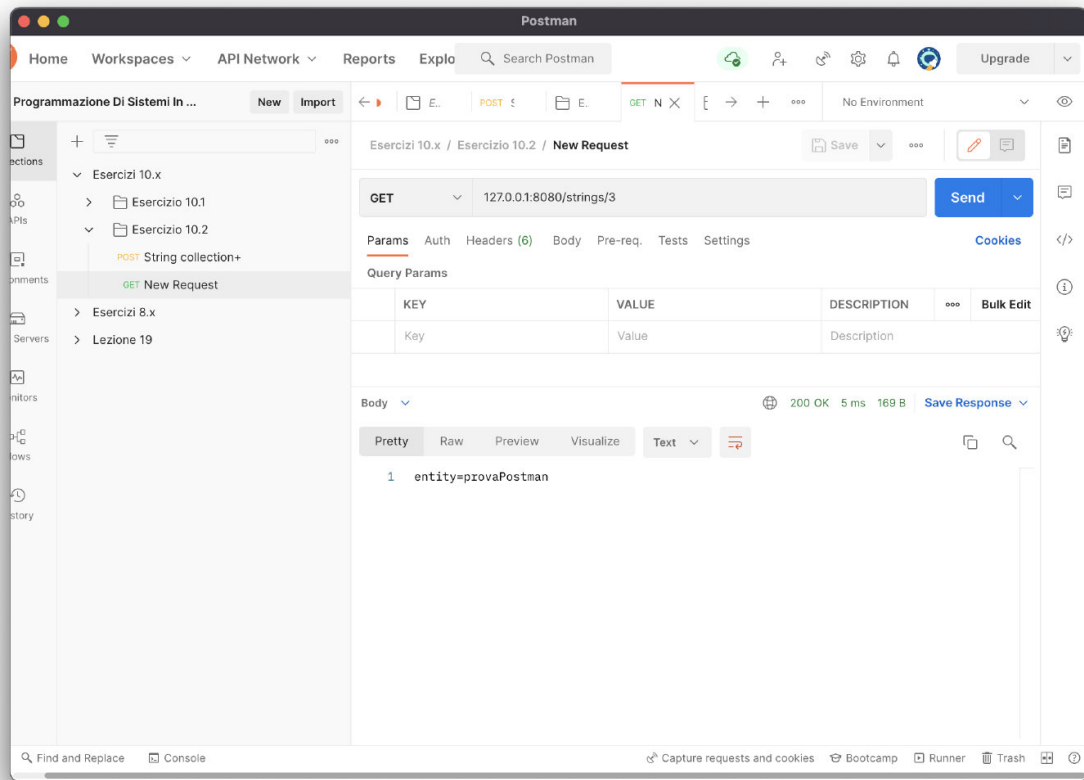 Postman
Home Workspaces API Network Reports Explo Search Postman Upgrade
Programmazione Di Sistemi In ... New Import E.. POST GET N No Environment
ections
APIs
onments
Servers
nitors
lows
story
Esercizi 10.x
Esercizio 10.1
Esercizio 10.2
POST String collection+
GET New Request
Esercizi 8.x
Lezione 19
Esercizi 10.x / Esercizio 10.2 / New Request Save
GET 127.0.0.1:8080/strings/3 Send
Params Auth Headers (6) Body Pre-req. Tests Settings Cookies
Query Params
KEY VALUE DESCRIPTION Bulk Edit
Key Value Description
Body 200 OK 5 ms 169 B Save Response
Pretty Raw Preview Visualize Text
1 entity=provaPostman
Find and Replace Console Capture requests and cookies Bootcamp Runner Trash